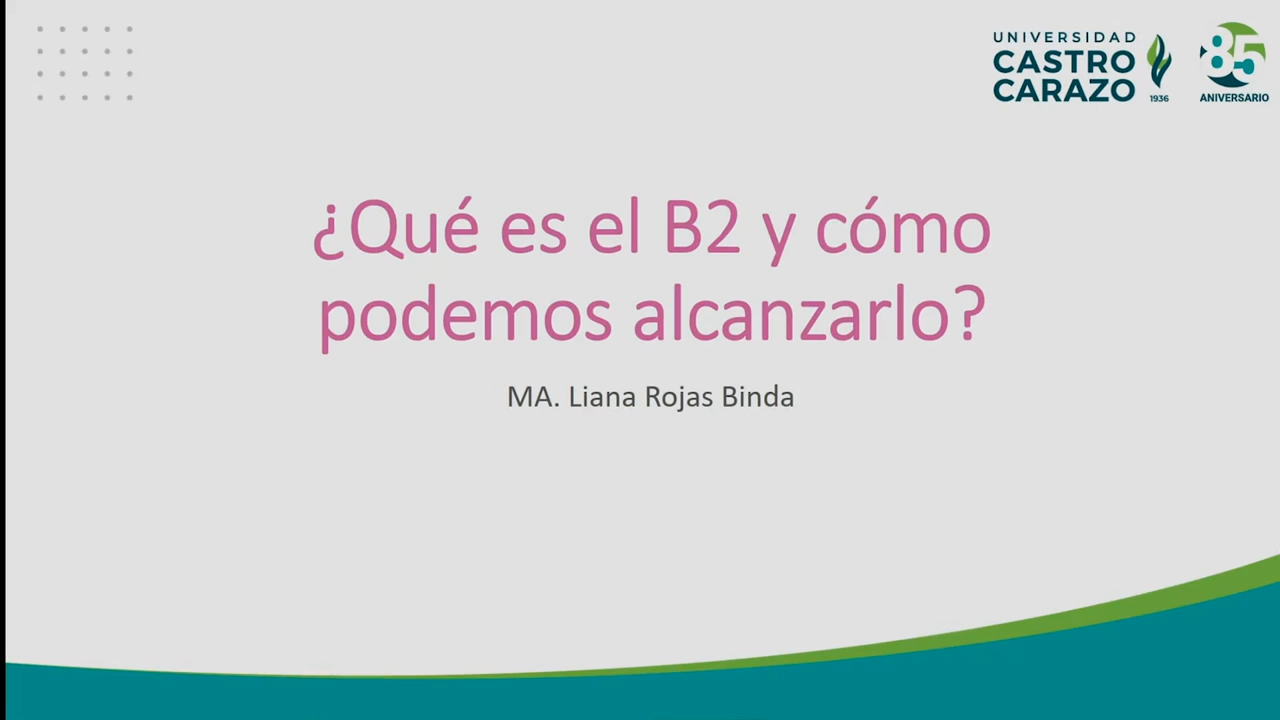 UNIVERSIDAD
CASTRO
CARAZO
1936
85
ANIVERSARIO
¿Qué es el B2 y cómo
podemos alcanzarlo?
MA. Liana Rojas Binda